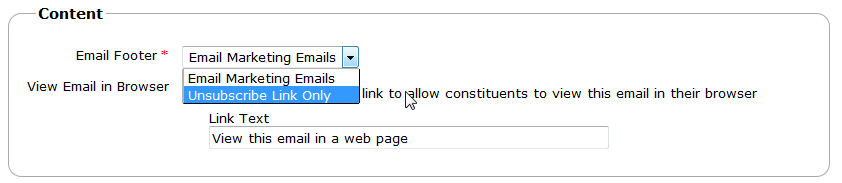 Content
Email Footer * Email Marketing Emails
Email Marketing Emails
View Email in Browser
Unsubscribe Link Only link to allow constituents to view this email in their browser
Link Text
View this email in a web page